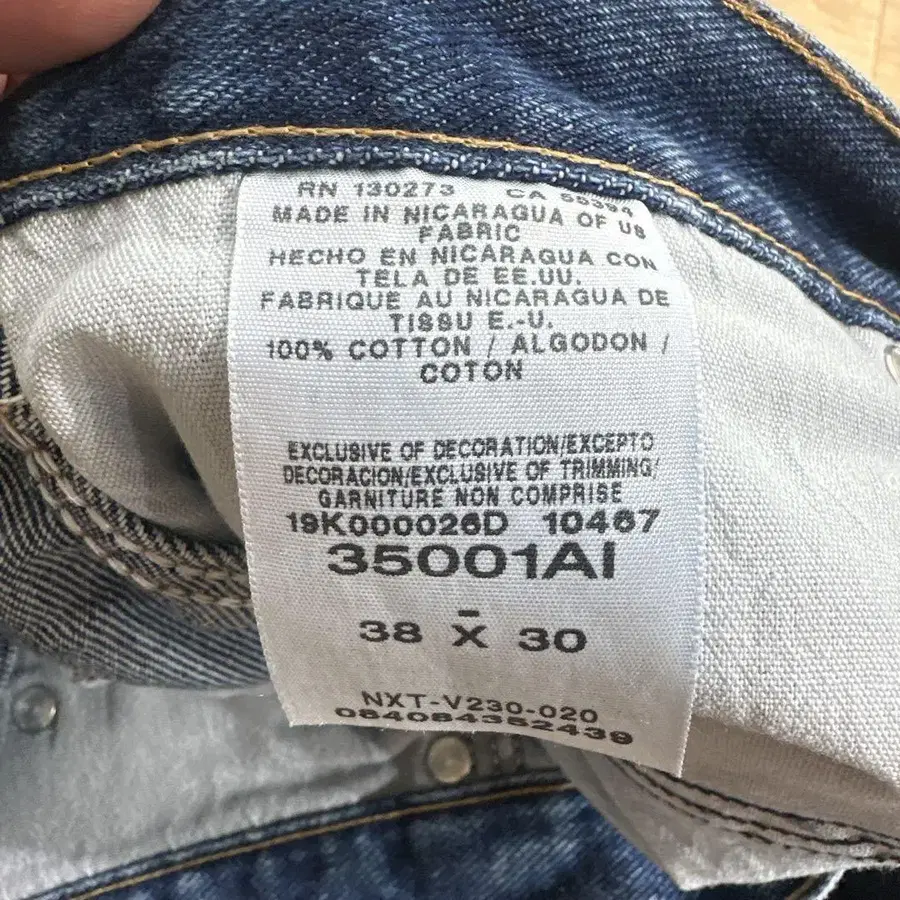 RN 130273 CA 55394
MADE IN NICARAGUA OF US
FABRIC
HECHO EN NICARAGUA CON
TELA DE EE.UU.
FABRIQUE AU NICARAGUA DE
TISSU E.-U.
100% COTTON / ALGODON /
COTON
EXCLUSIVE OF DECORATION/EXCEPTO
DECORACION/EXCLUSIVE OF TRIMMING/
GARNITURE NON COMPRISE
19K000026D 10467
35001AI
-
38 X 30
NXT-V230-020
084084352439